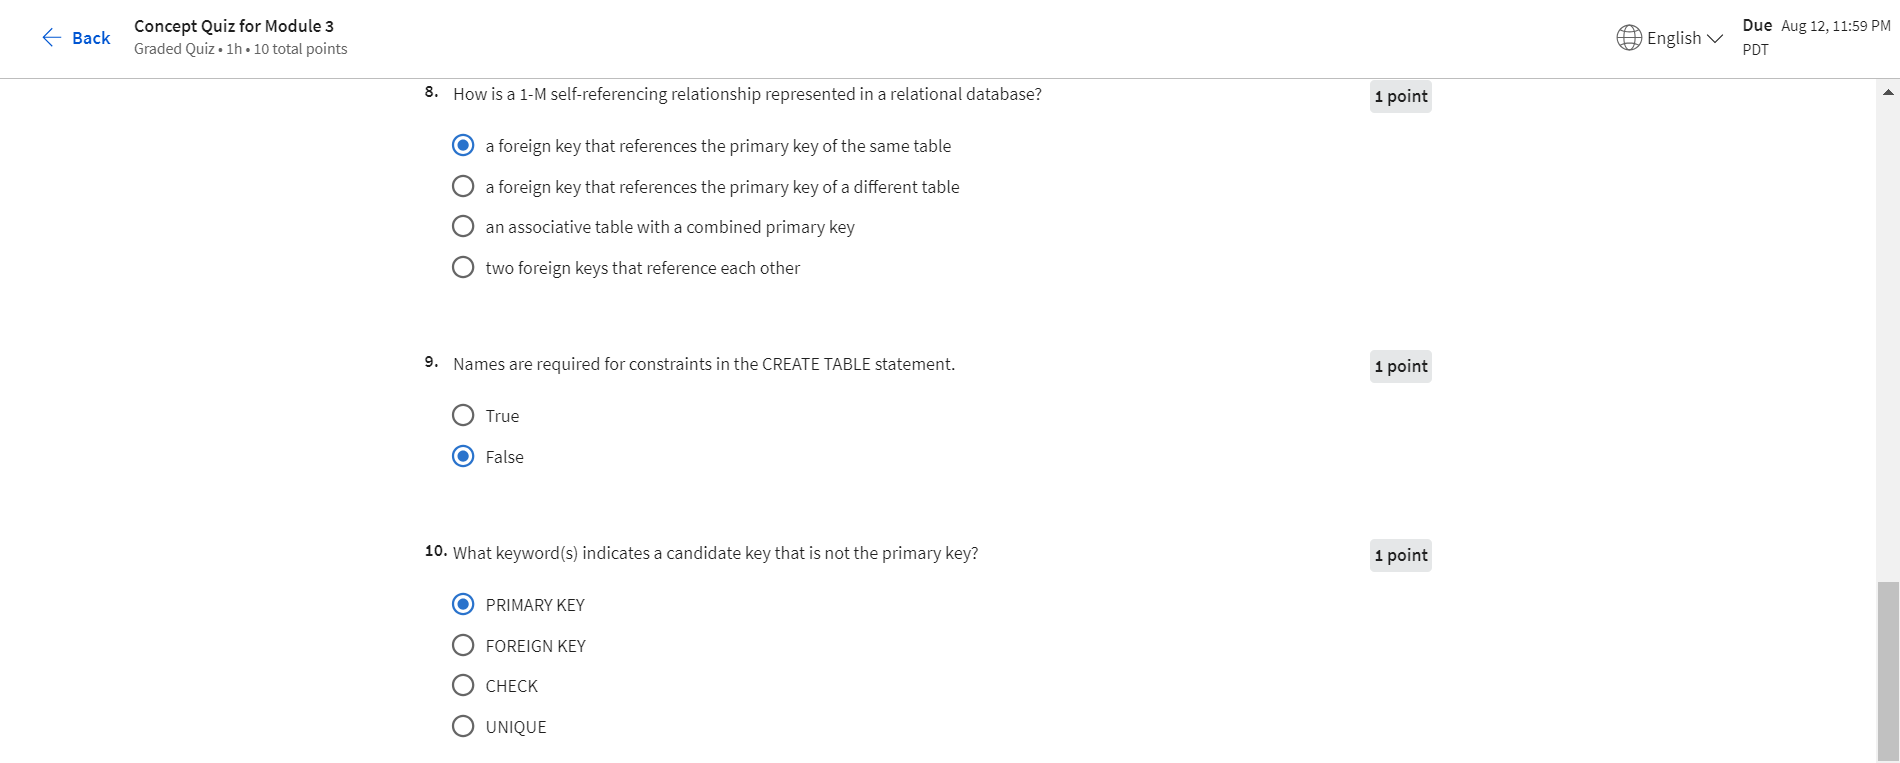 Back
Concept Quiz for Module 3
Graded Quiz • 1h • 10 total points
English
Due Aug 12, 11:59 PM
PDT
8. How is a 1-M self-referencing relationship represented in a relational database?
1 point
a foreign key that references the primary key of the same table
a foreign key that references the primary key of a different table
an associative table with a combined primary key
two foreign keys that reference each other
9. Names are required for constraints in the CREATE TABLE statement.
1 point
True
False
10. What keyword(s) indicates a candidate key that is not the primary key?
1 point
PRIMARY KEY
FOREIGN KEY
CHECK
UNIQUE